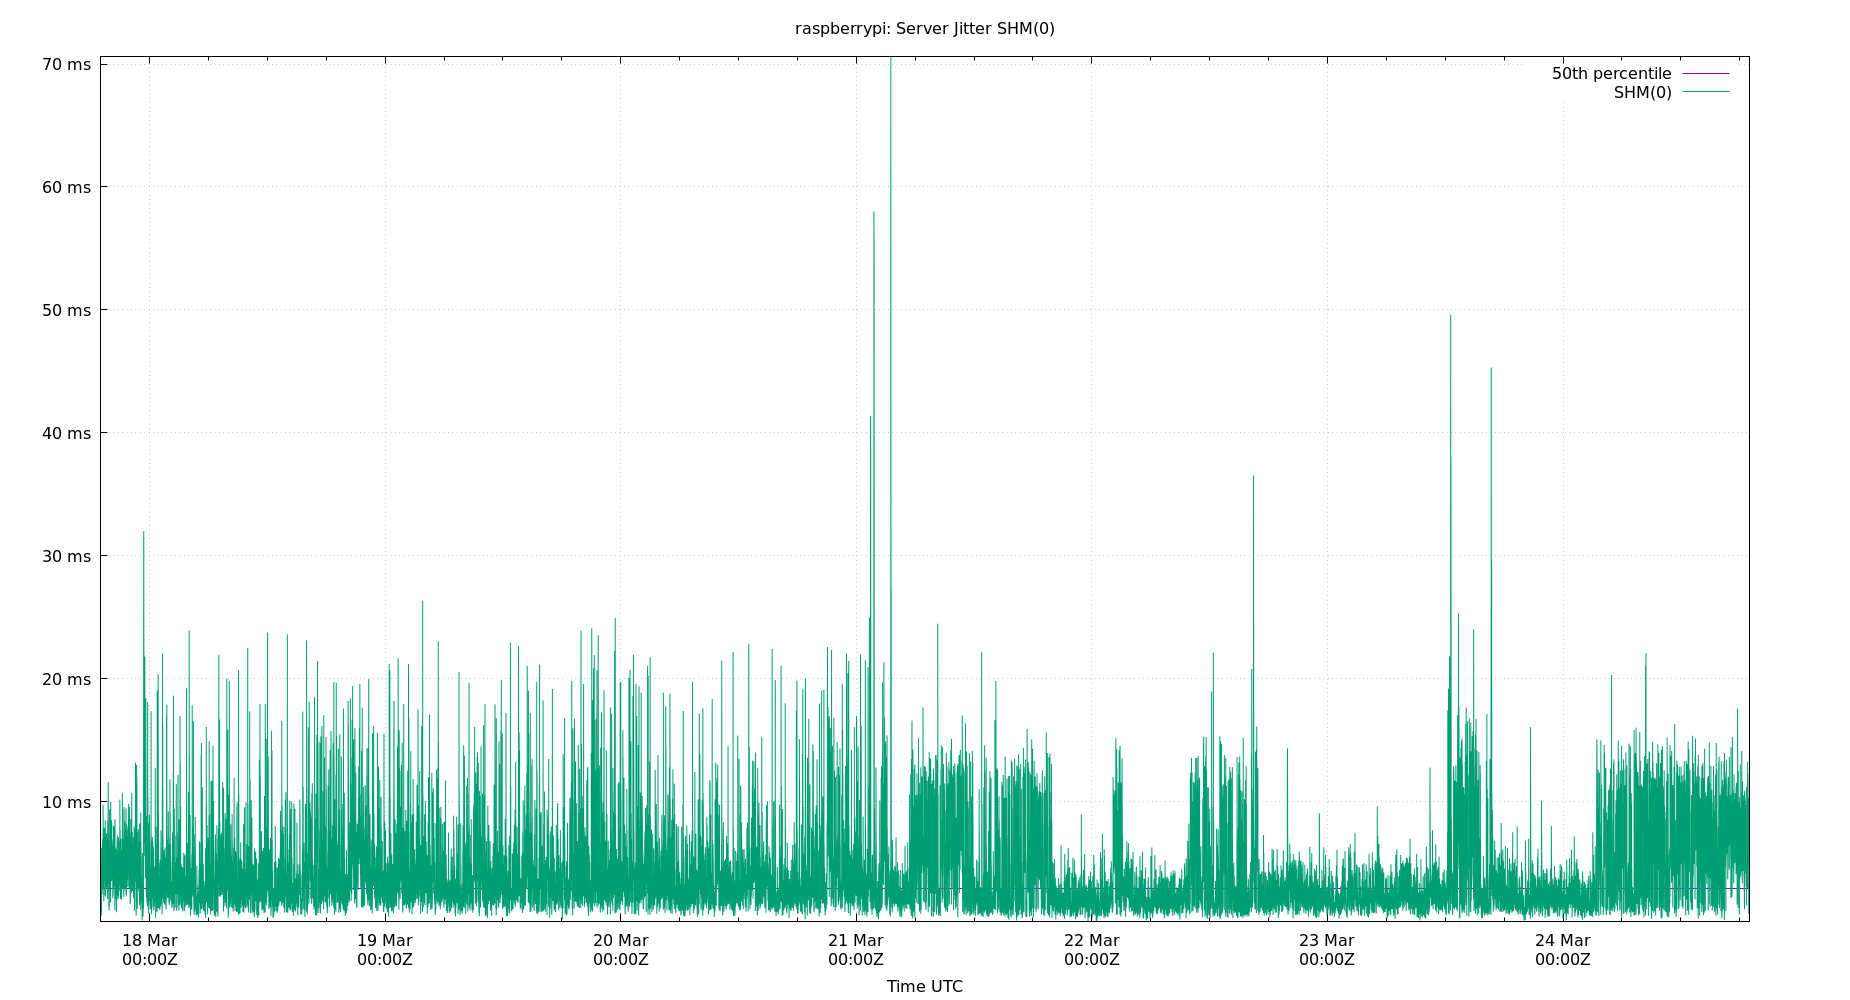 raspberrypi: Server Jitter SHM(0)
70 ms
60 ms
50 ms
40 ms
30 ms
20 ms
10 ms
50th percentile
SHM(0)
18 Mar
00:00Z
19 Mar
00:00Z
20 Mar
00:00Z
21 Mar
00:00Z
22 Mar
00:00Z
23 Mar
00:00Z
24 Mar
00:00Z
Time UTC